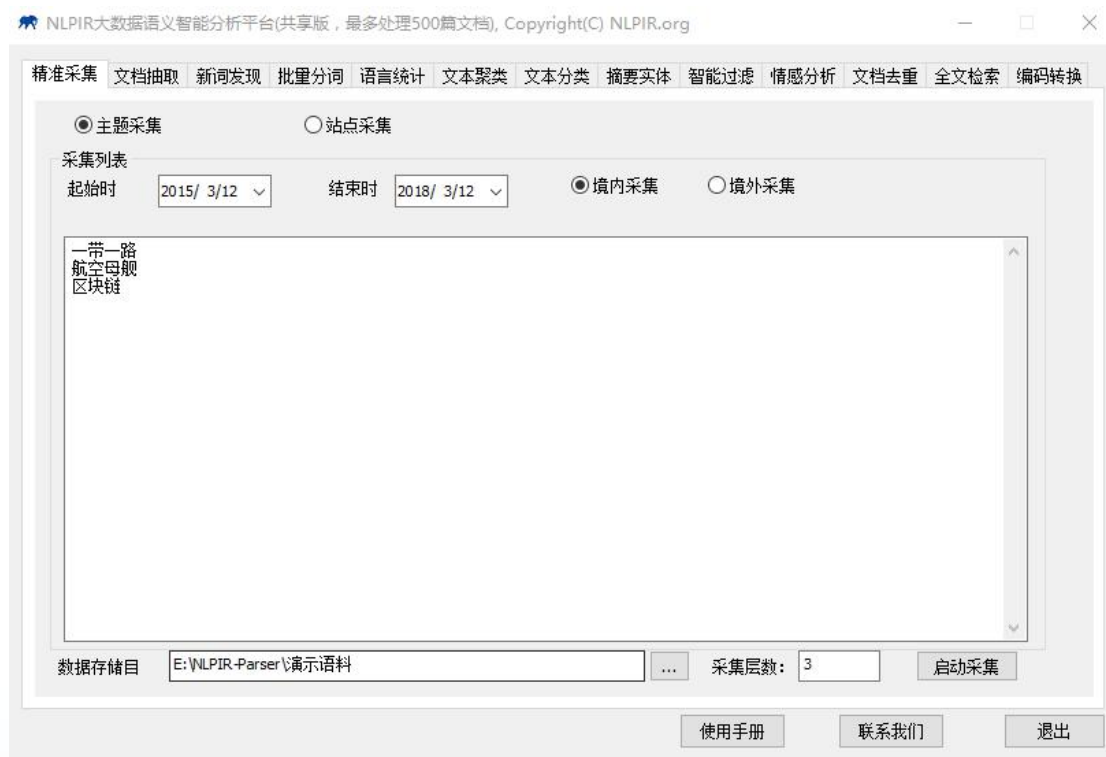 NLPIR大数据语义智能分析平台(共享版，最多处理500篇文档), Copyright(C) NLPIR.org
精准采集 文档抽取 新词发现 批量分词 语言统计 文本聚类 文本分类 摘要实体 智能过滤 情感分析 文档去重 全文检索 编码转换
主题采集 站点采集
采集列表
起始时 2015/ 3/12 结束时 2018/ 3/12 境内采集 境外采集
一带一路
航空母舰
区块链
数据存储目 E:\NLPIR-Parser\演示语料 ... 采集层数: 3 启动采集
使用手册 联系我们 退出